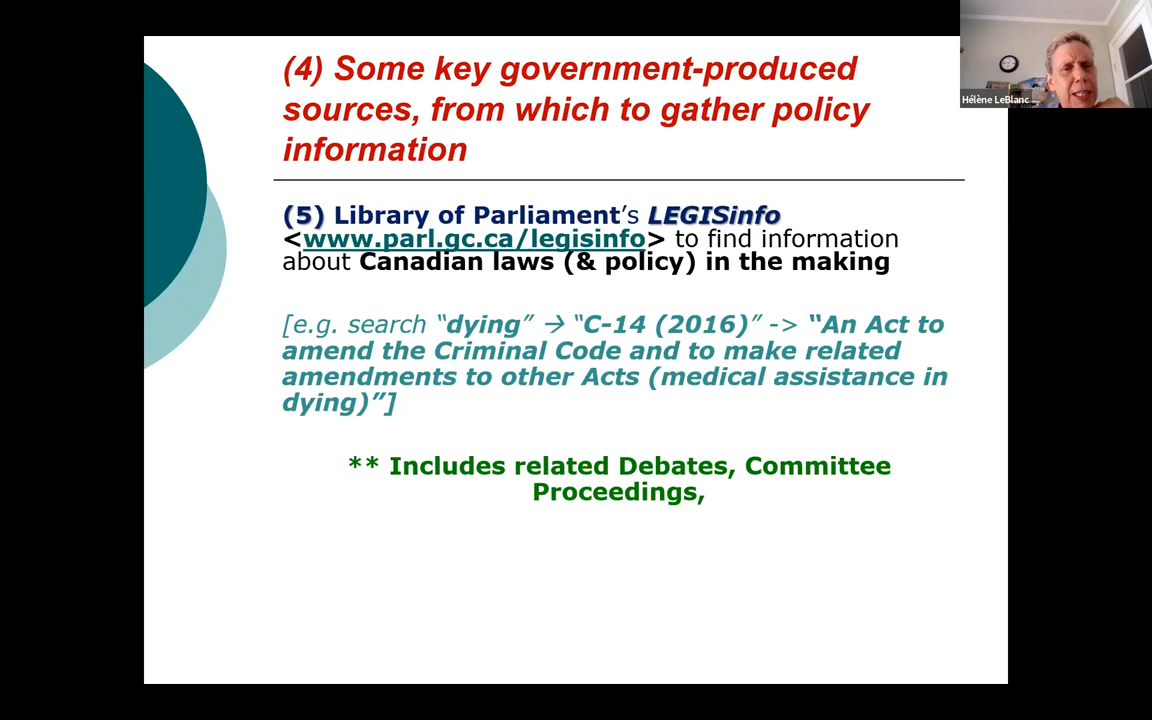 (4) Some key government-produced
sources, from which to gather policy
information
Hélène LeBlanc
(5) Library of Parliament’s LEGISinfo
<www.parl.gc.ca/legisinfo> to find information
about Canadian laws (& policy) in the making
[e.g. search “dying” → “C-14 (2016)” -> “An Act to
amend the Criminal Code and to make related
amendments to other Acts (medical assistance in
dying)”]
** Includes related Debates, Committee
Proceedings,